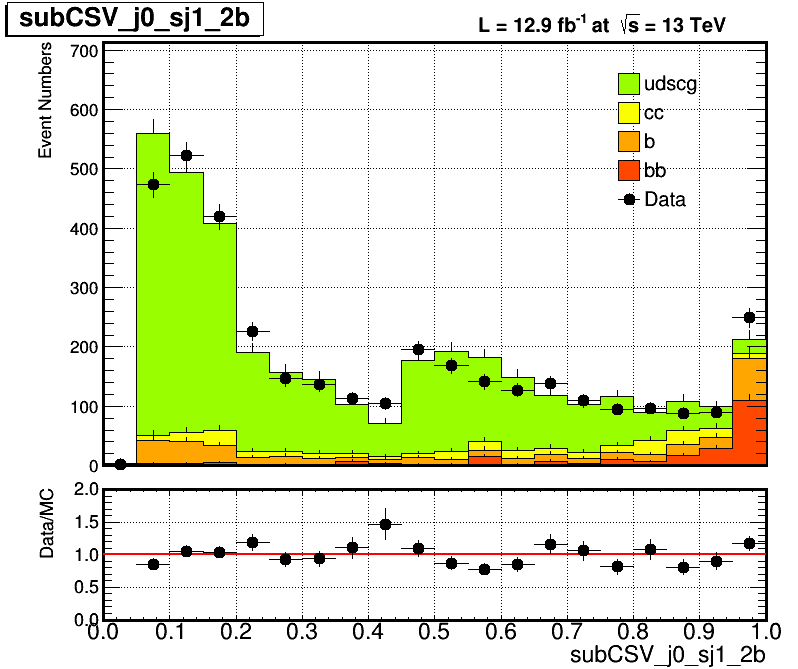 subCSV_j0_sj1_2b
L = 12.9 fb⁻¹ at √s = 13 TeV
Event Numbers
700
600
500
400
300
200
100
0
udscg
cc
b
bb
Data
Data/MC
2.0
1.5
1.0
0.5
0.0
0.0 0.1 0.2 0.3 0.4 0.5 0.6 0.7 0.8 0.9 1.0
subCSV_j0_sj1_2b